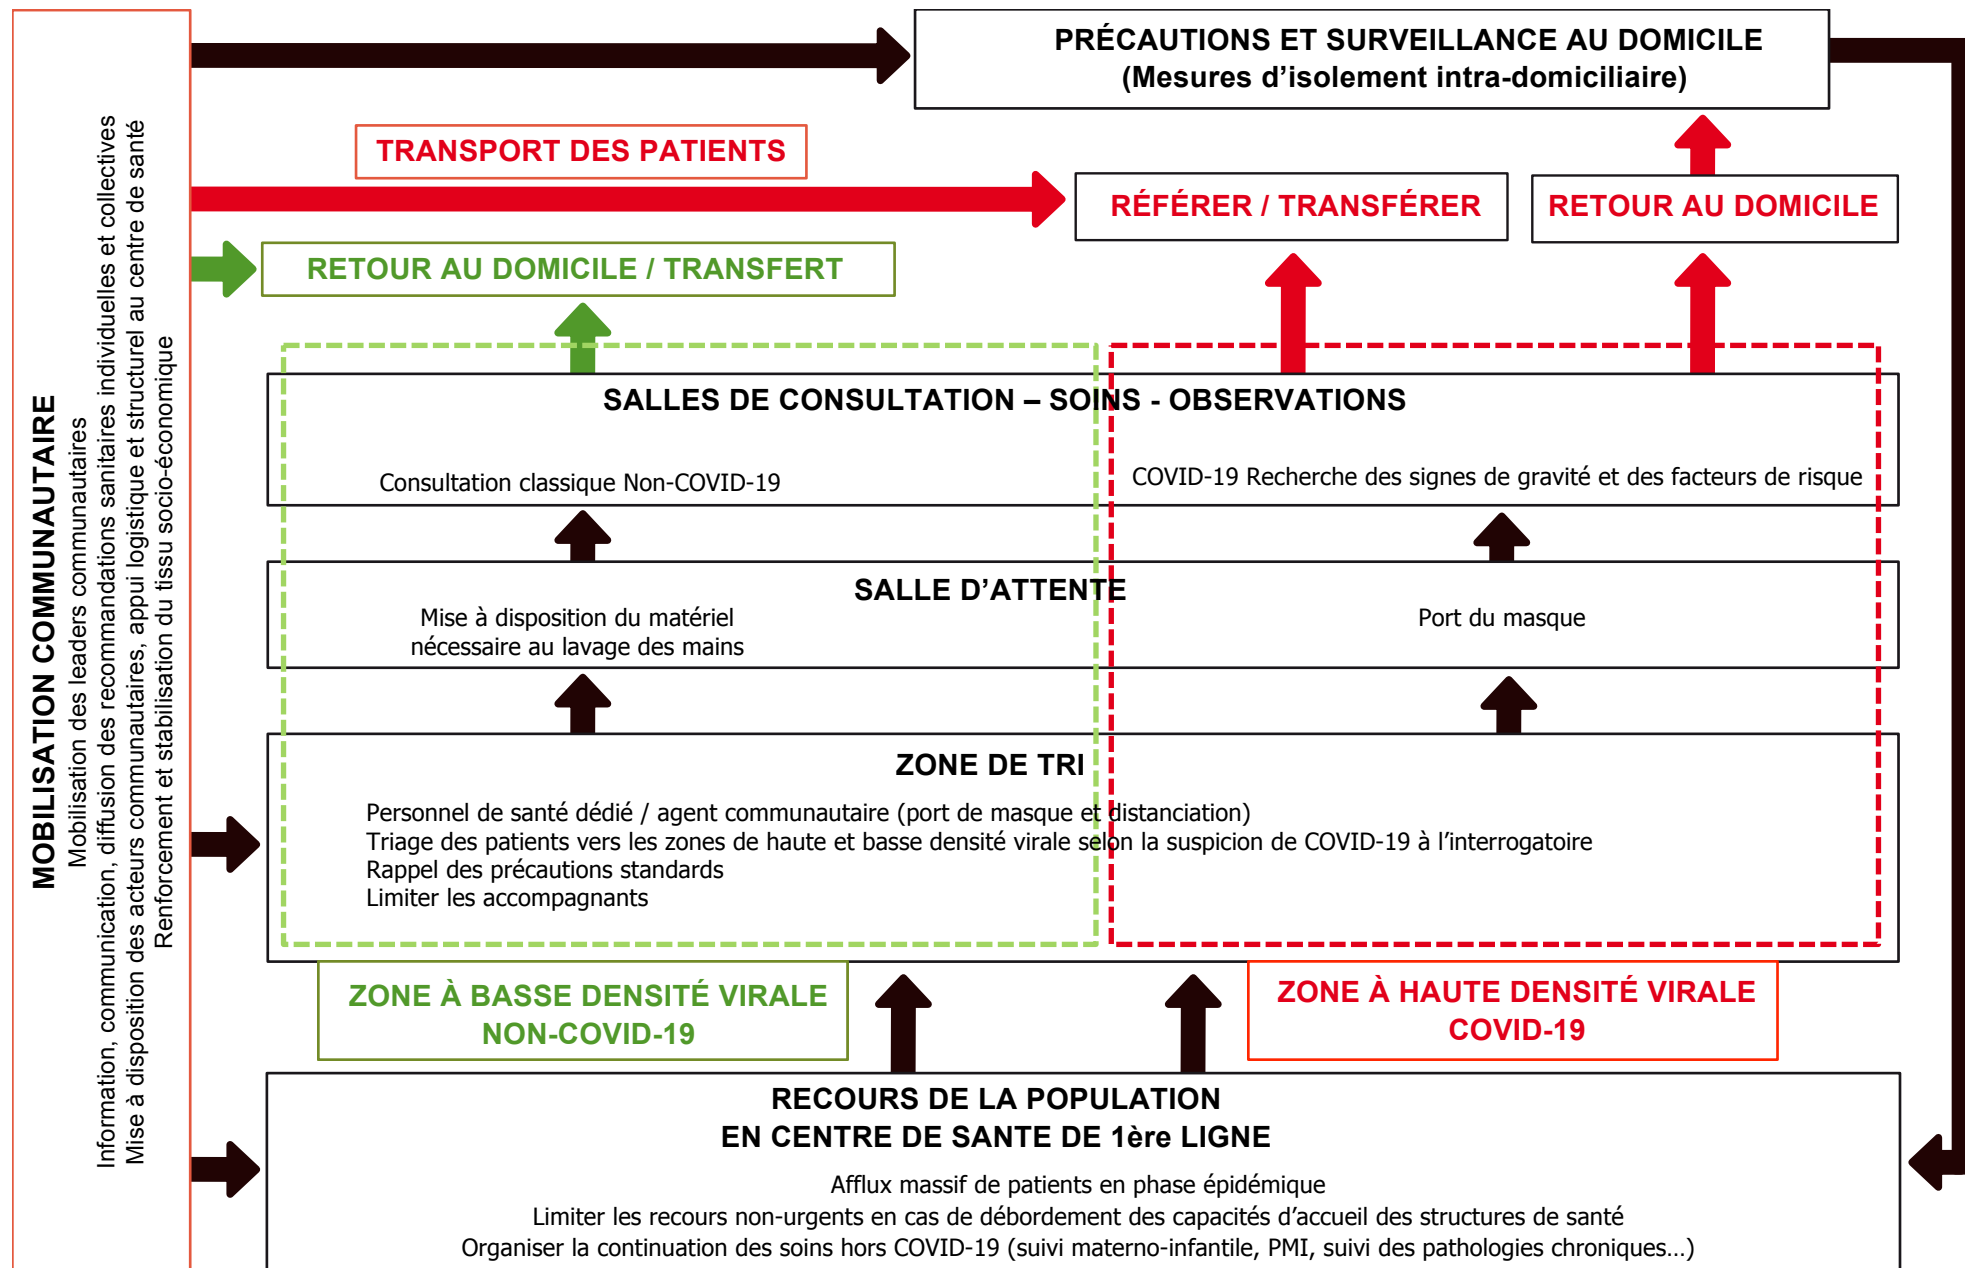 MOBILISATION COMMUNAUTAIRE
Mobilisation des leaders communautaires
Information, communication, diffusion des recommandations sanitaires individuelles et collectives
Mise à disposition des acteurs communautaires, appui logistique et structurel au centre de santé
Renforcement et stabilisation du tissu socio-économique
PRÉCAUTIONS ET SURVEILLANCE AU DOMICILE
(Mesures d’isolement intra-domiciliaire)
TRANSPORT DES PATIENTS
RÉFÉRER / TRANSFÉRER
RETOUR AU DOMICILE
RETOUR AU DOMICILE / TRANSFERT
SALLES DE CONSULTATION – SOINS - OBSERVATIONS
Consultation classique Non-COVID-19
COVID-19 Recherche des signes de gravité et des facteurs de risque
SALLE D’ATTENTE
Mise à disposition du matériel
nécessaire au lavage des mains
Port du masque
ZONE DE TRI
Personnel de santé dédié / agent communautaire (port de masque et distanciation)
Triage des patients vers les zones de haute et basse densité virale selon la suspicion de COVID-19 à l’interrogatoire
Rappel des précautions standards
Limiter les accompagnants
ZONE À BASSE DENSITÉ VIRALE
NON-COVID-19
ZONE À HAUTE DENSITÉ VIRALE
COVID-19
RECOURS DE LA POPULATION
EN CENTRE DE SANTE DE 1ère LIGNE
Afflux massif de patients en phase épidémique
Limiter les recours non-urgents en cas de débordement des capacités d’accueil des structures de santé
Organiser la continuation des soins hors COVID-19 (suivi materno-infantile, PMI, suivi des pathologies chroniques…)